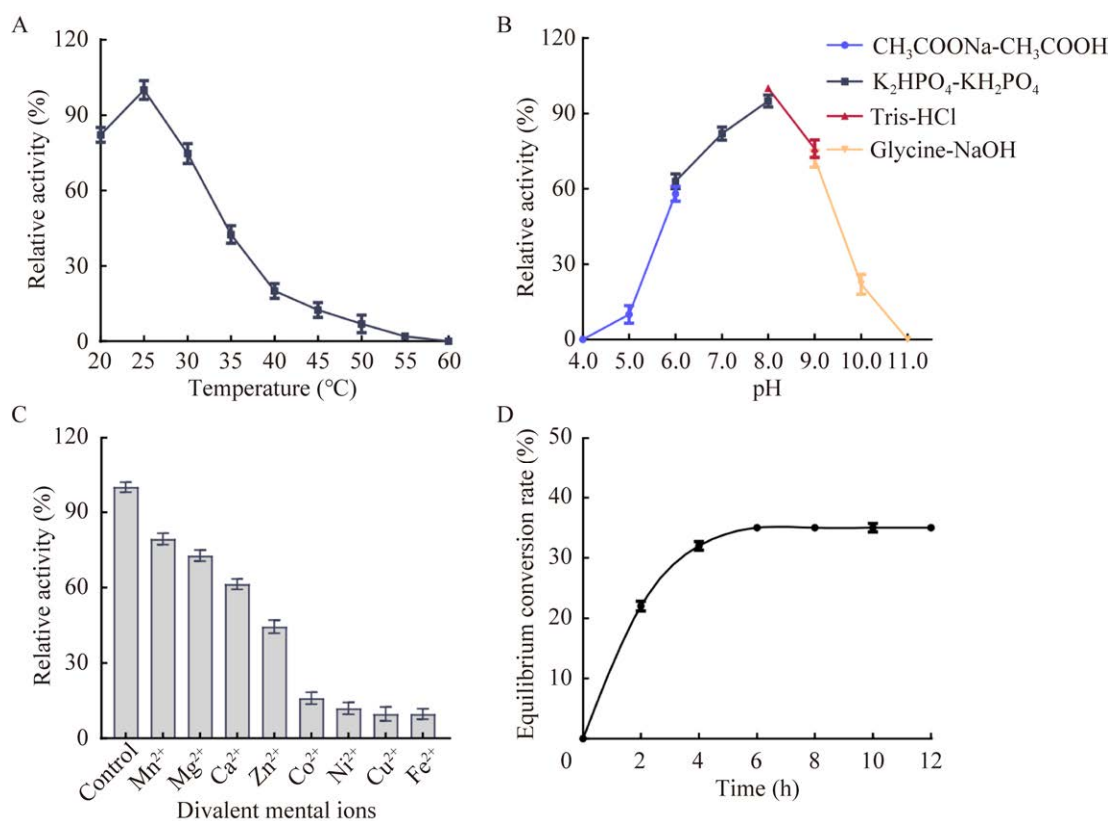 A
120
90
60
30
0
Relative activity (%)
20 25 30 35 40 45 50 55 60
Temperature (℃)
B
120
90
60
30
0
Relative activity (%)
4.0 5.0 6.0 7.0 8.0 9.0 10.0 11.0
pH
CH₃COONa-CH₃COOH
K₂HPO₄-KH₂PO₄
Tris-HCl
Glycine-NaOH
C
120
90
60
30
0
Relative activity (%)
Control Mn²⁺ Mg²⁺ Ca²⁺ Zn²⁺ Co²⁺ Ni²⁺ Cu²⁺ Fe²⁺
Divalent mental ions
D
50
40
30
20
10
Equilibrium conversion rate (%)
0 2 4 6 8 10 12
Time (h)